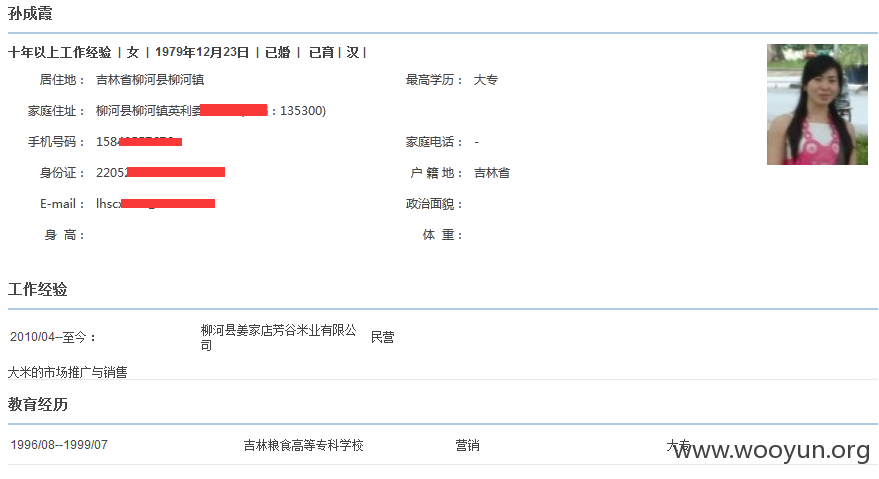 孙成霞
十年以上工作经验 | 女 | 1979年12月23日 | 已婚 | 已育 | 汉 |
居住地： 吉林省柳河县柳河镇 最高学历： 大专
家庭住址： 柳河县柳河镇英利 : 135300)
手机号码： 158 家庭电话： -
身份证： 2205 户 籍 地： 吉林省
E-mail： lhsc 政治面貌：
身 高： 体 重：
工作经验
2010/04--至今： 柳河县姜家店芳谷米业有限公 民营
司
大米的市场推广与销售
教育经历
1996/08--1999/07 吉林粮食高等专科学校 营销 大专
www.wooyun.org